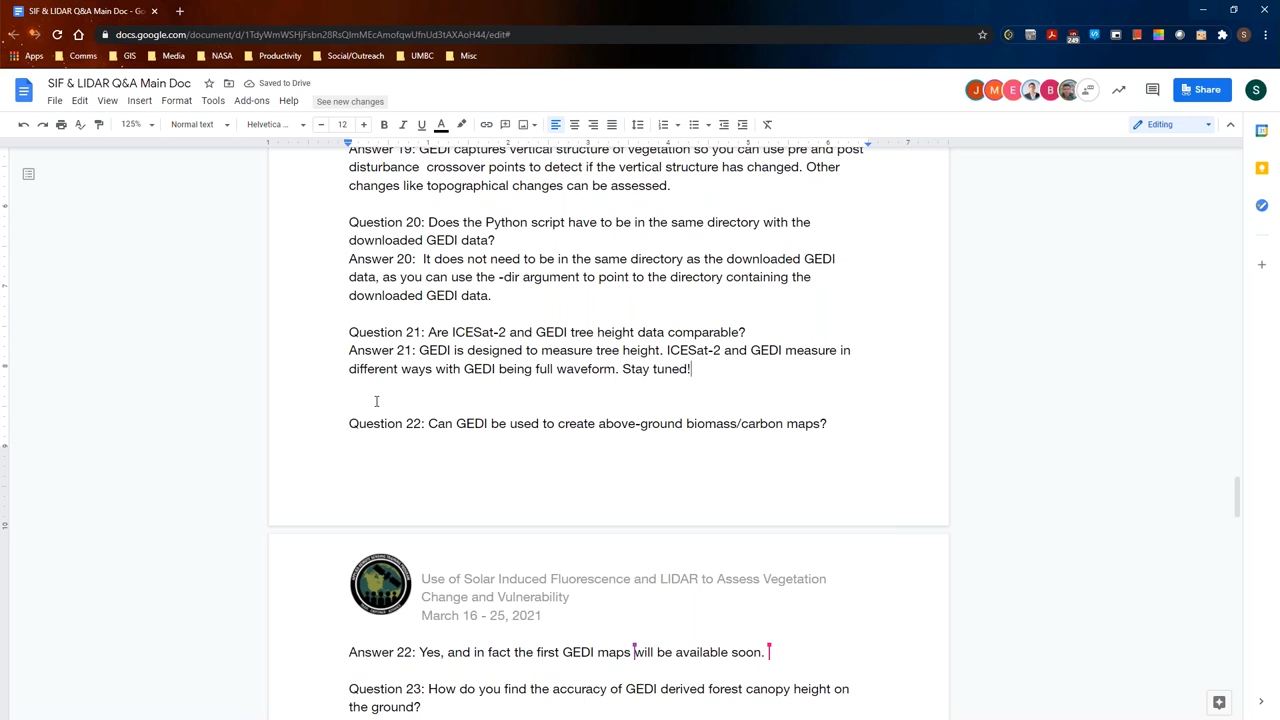 SIF & LIDAR Q&A Main Doc - Go
docs.google.com/document/d/1TdyWmWSHjFsbn28RsQlmMEcAmofqwUfnUd3tAXAoH44/edit#
Apps Comms GIS Media NASA Productivity Social/Outreach UMBC Misc
SIF & LIDAR Q&A Main Doc Saved to Drive
File Edit View Insert Format Tools Add-ons Help See new changes
J M E B Share S
125% Normal text Helvetica ... 12 B I U A Editing
Answer 19: GEDI captures vertical structure of vegetation so you can use pre and post
disturbance crossover points to detect if the vertical structure has changed. Other
changes like topographical changes can be assessed.
Question 20: Does the Python script have to be in the same directory with the
downloaded GEDI data?
Answer 20: It does not need to be in the same directory as the downloaded GEDI
data, as you can use the -dir argument to point to the directory containing the
downloaded GEDI data.
Question 21: Are ICESat-2 and GEDI tree height data comparable?
Answer 21: GEDI is designed to measure tree height. ICESat-2 and GEDI measure in
different ways with GEDI being full waveform. Stay tuned!
Question 22: Can GEDI be used to create above-ground biomass/carbon maps?
Use of Solar Induced Fluorescence and LIDAR to Assess Vegetation
Change and Vulnerability
March 16 - 25, 2021
Answer 22: Yes, and in fact the first GEDI maps will be available soon.
Question 23: How do you find the accuracy of GEDI derived forest canopy height on
the ground?